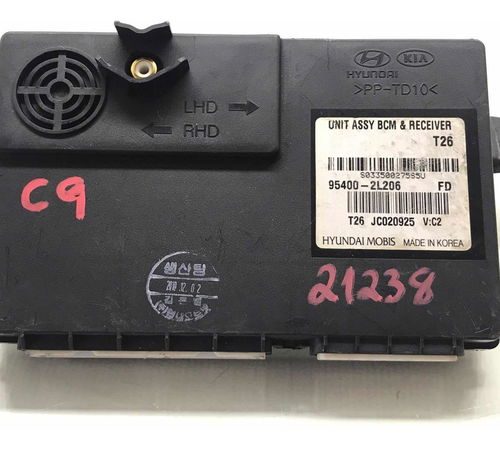 HYUNDAI
KIA
>PP-TD10<
LHD →
← RHD
UNIT ASSY BCM & RECEIVER
T26
S033500275S5U
95400-2L206 FD
T26 JC020925 V:C2
HYUNDAI MOBIS MADE IN KOREA
C9
생산팀
21238